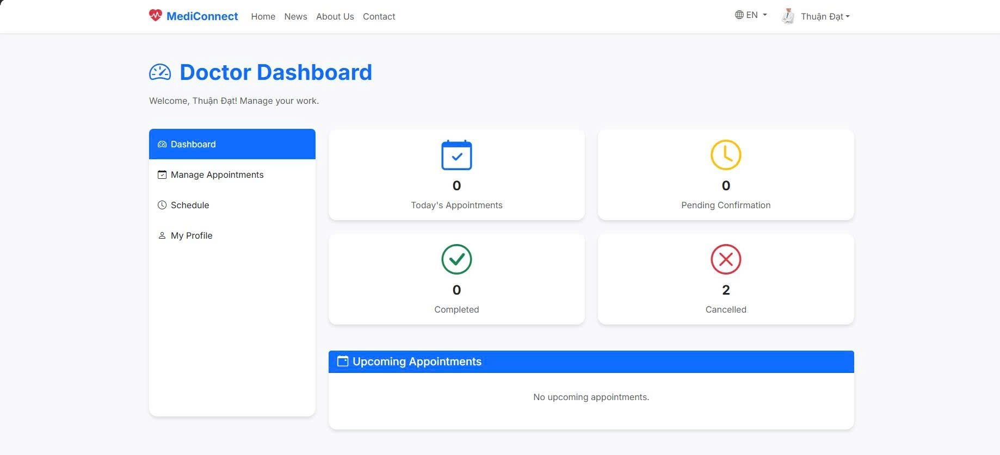 MediConnect Home News About Us Contact EN Thuận Đạt
Doctor Dashboard
Welcome, Thuận Đạt! Manage your work.
Dashboard
Manage Appointments
Schedule
My Profile
0
Today's Appointments
0
Pending Confirmation
0
Completed
2
Cancelled
Upcoming Appointments
No upcoming appointments.